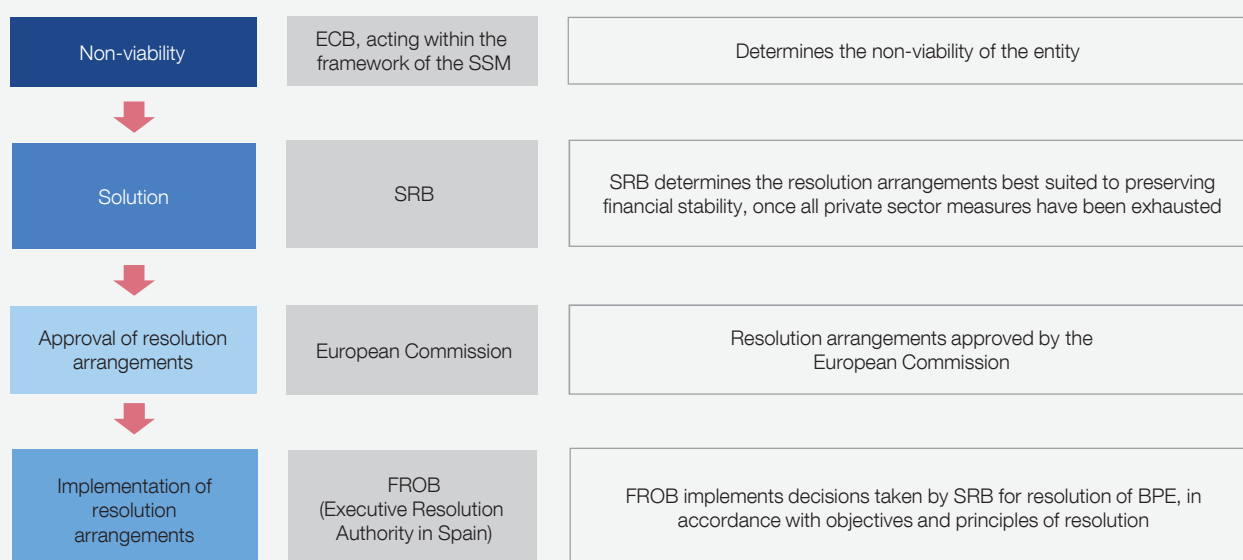 Non-viability
ECB, acting within the
framework of the SSM
Determines the non-viability of the entity
Solution
SRB
SRB determines the resolution arrangements best suited to preserving
financial stability, once all private sector measures have been exhausted
Approval of resolution
arrangements
European Commission
Resolution arrangements approved by the
European Commission
Implementation of
resolution
arrangements
FROB
(Executive Resolution
Authority in Spain)
FROB implements decisions taken by SRB for resolution of BPE, in
accordance with objectives and principles of resolution